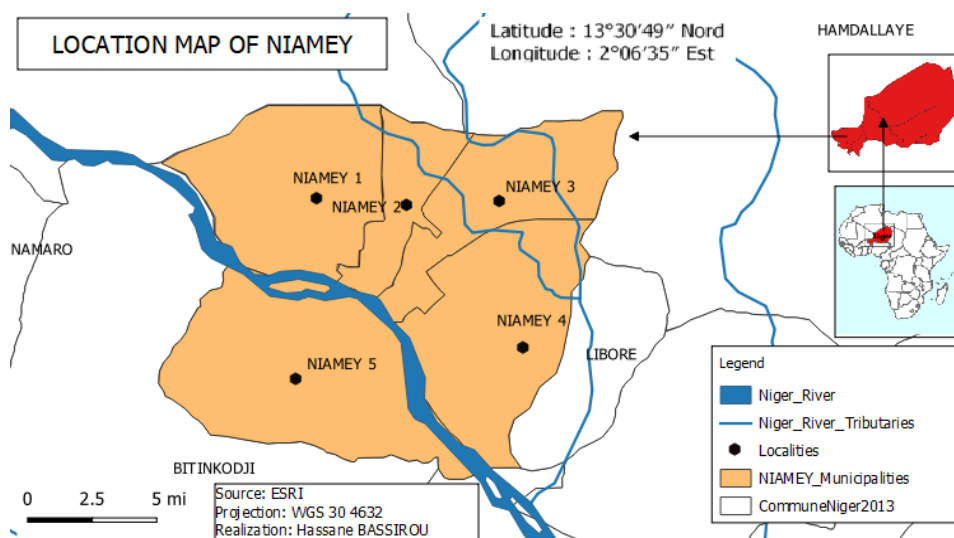 LOCATION MAP OF NIAMEY
Latitude : 13°30'49" Nord
Longitude : 2°06'35" Est
HAMDALLAYE
NIAMEY 1
NIAMEY 2
NIAMEY 3
NAMARO
NIAMEY 4
LIBORE
NIAMEY 5
BITINKODJI
0 2.5 5 mi
Source: ESRI
Projection: WGS 30 4632
Realization: Hassane BASSIROU
Legend
Niger_River
Niger_River_Tributaries
Localities
NIAMEY_Municipalities
CommuneNiger2013